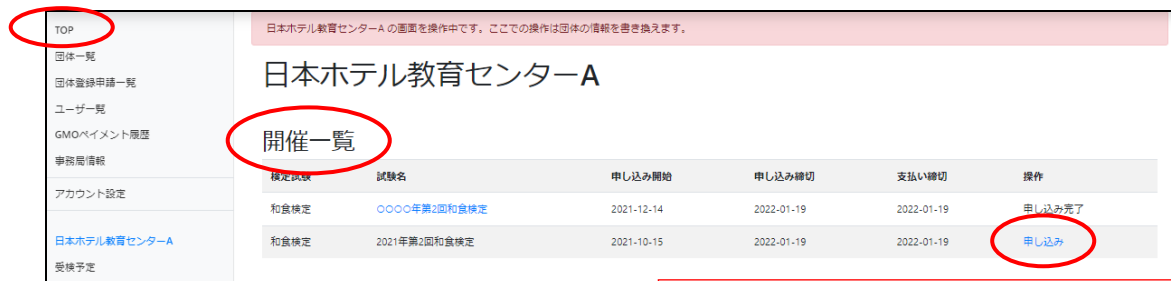 TOP
団体一覧
団体登録申請一覧
ユーザー覧
GMOペイメント履歴
事務局情報
アカウント設定
日本ホテル教育センターA
受検予定
日本ホテル教育センターA の画面を操作中です。ここでの操作は団体の情報を書き換えます。
日本ホテル教育センターA
開催一覧
検定試験 試験名 申し込み開始 申し込み締切 支払い締切 操作
和食検定 〇〇〇〇年第2回和食検定 2021-12-14 2022-01-19 2022-01-19 申し込み完了
和食検定 2021年第2回和食検定 2021-10-15 2022-01-19 2022-01-19 申し込み